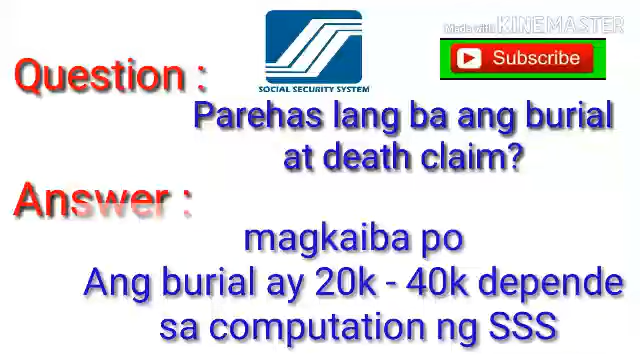 Made with KINEMASTER
Subscribe
Question :
SOCIAL SECURITY SYSTEM
Parehas lang ba ang burial
at death claim?
Answer :
magkaiba po
Ang burial ay 20k - 40k depende
sa computation ng SSS